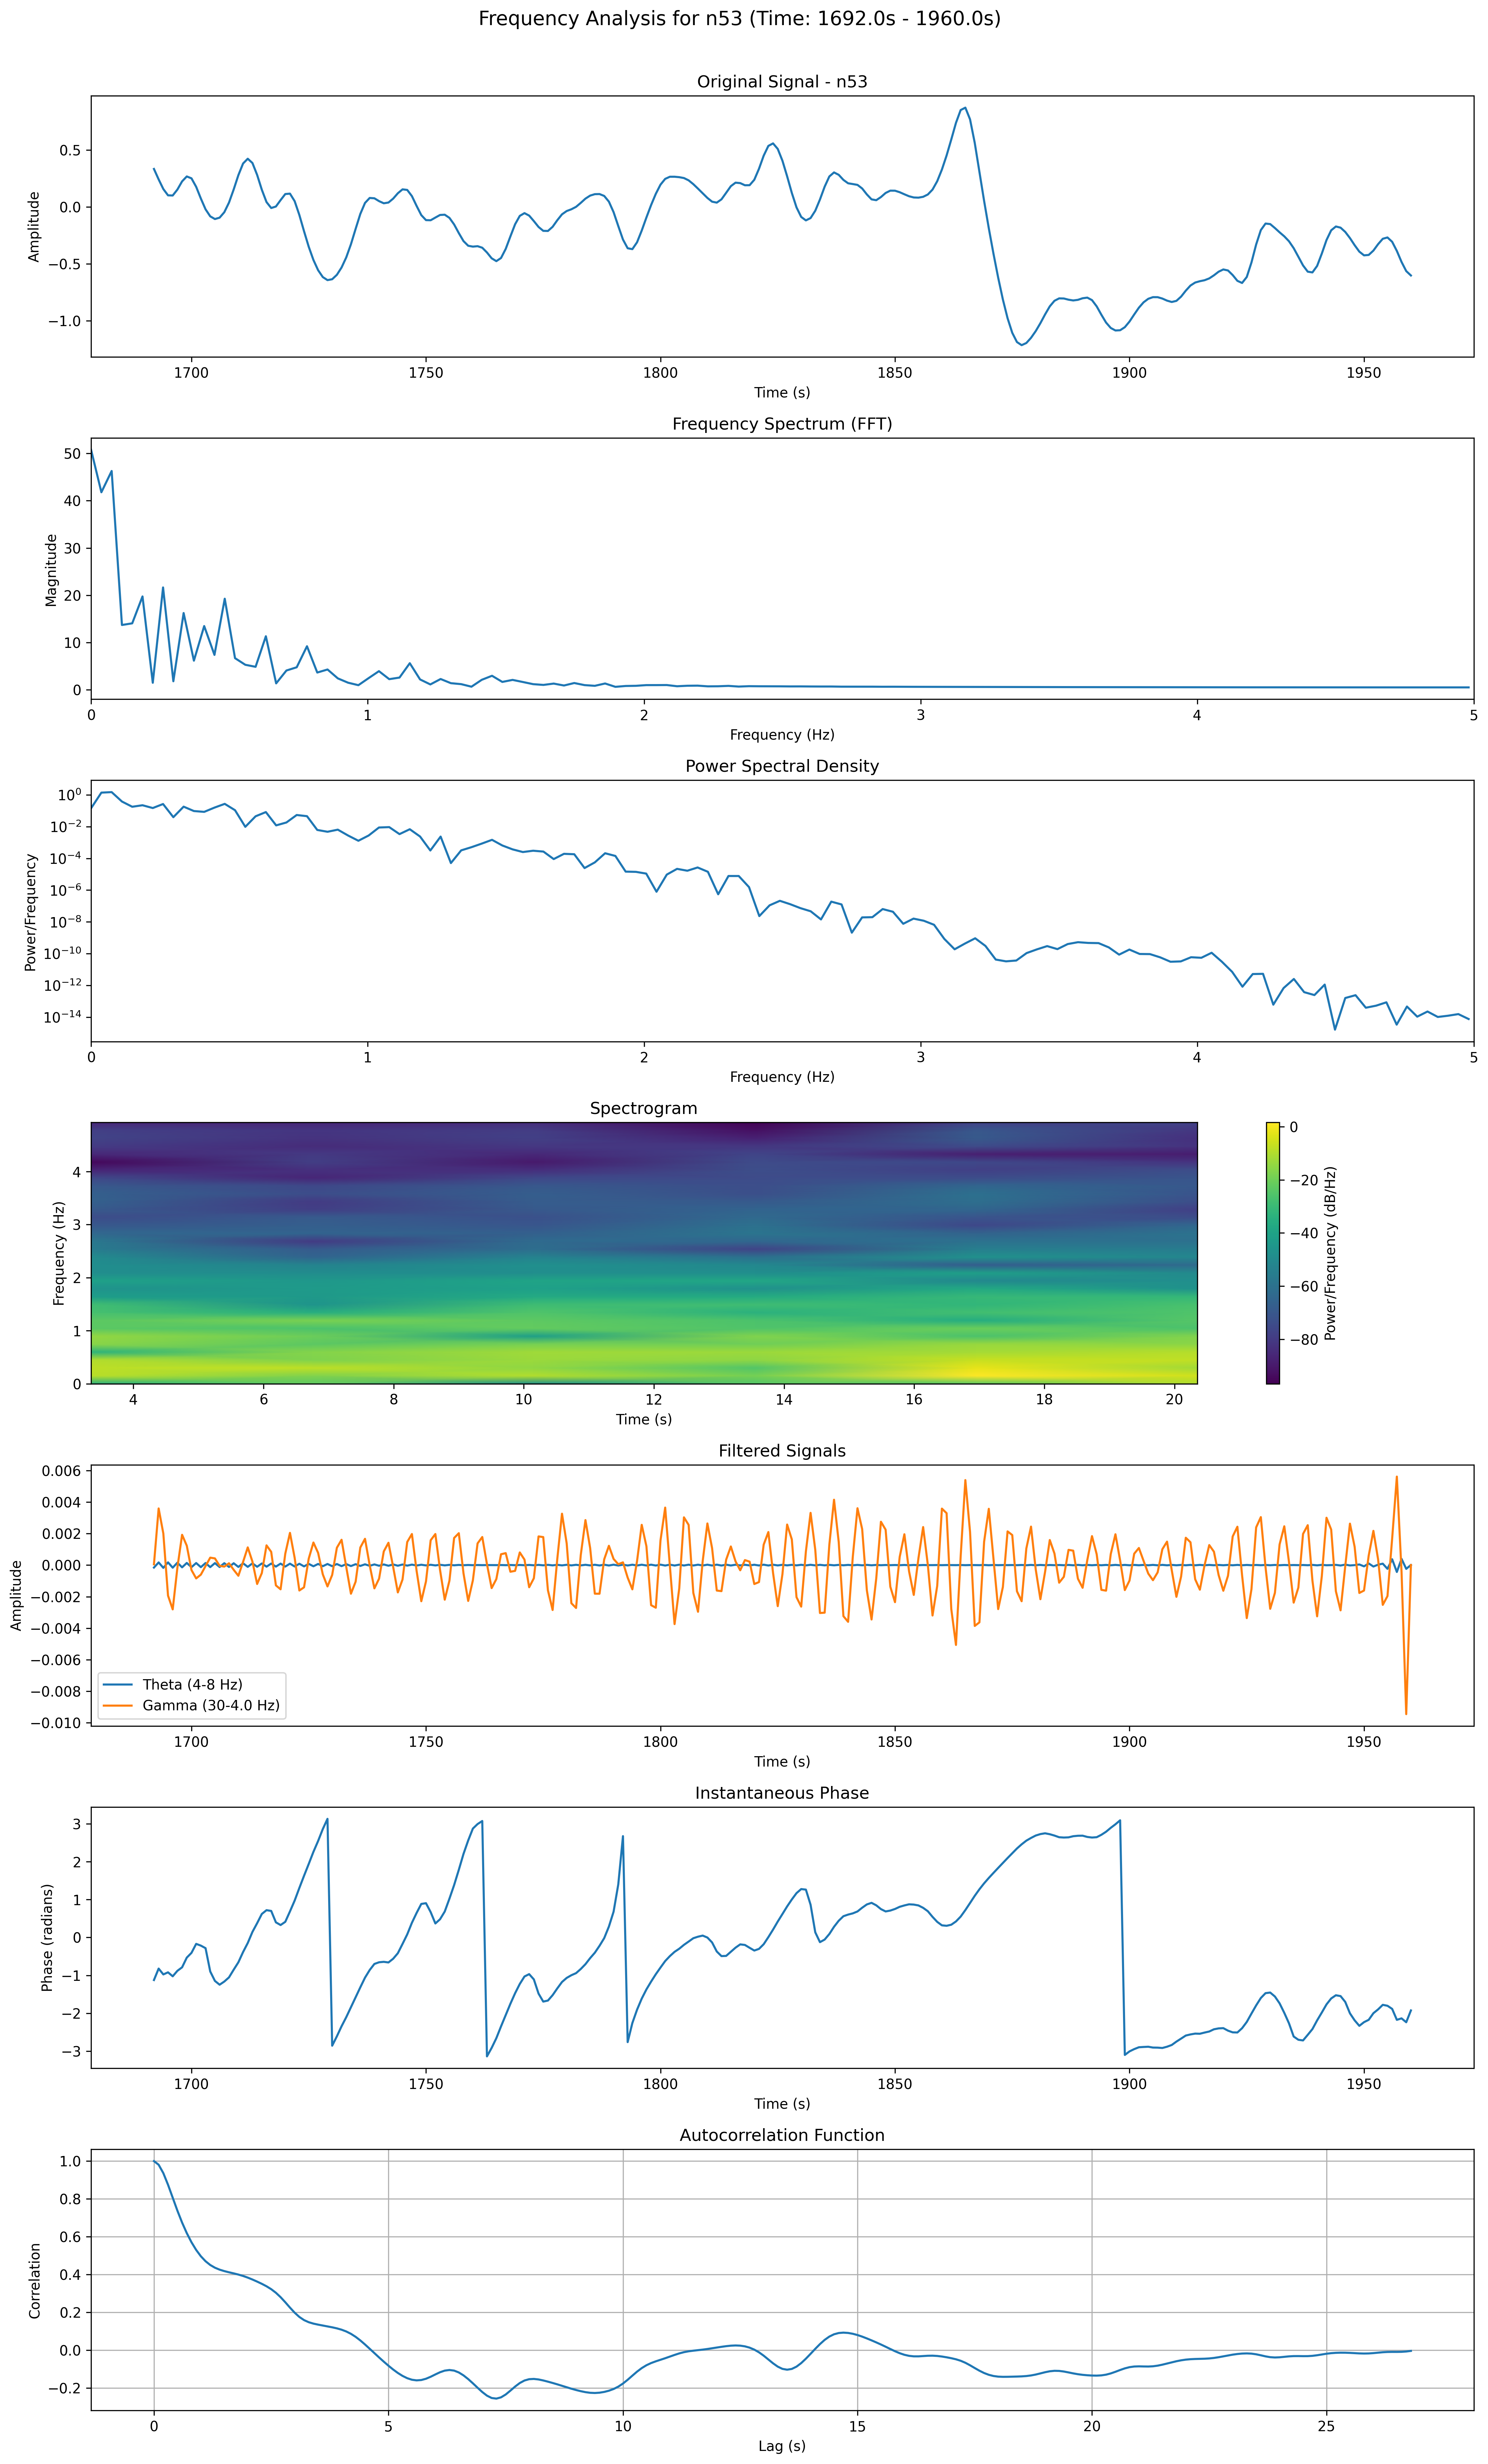 Frequency Analysis for n53 (Time: 1692.0s - 1960.0s)
Original Signal - n53
Amplitude
0.5
0.0
−0.5
−1.0
1700 1750 1800 1850 1900 1950
Time (s)
Frequency Spectrum (FFT)
Magnitude
50
40
30
20
10
0
0 1 2 3 4 5
Frequency (Hz)
Power Spectral Density
Power/Frequency
10⁰
10⁻²
10⁻⁴
10⁻⁶
10⁻⁸
10⁻¹⁰
10⁻¹²
10⁻¹⁴
0 1 2 3 4 5
Frequency (Hz)
Spectrogram
Frequency (Hz)
4
3
2
1
0
4 6 8 10 12 14 16 18 20
Time (s)
0
−20
−40
−60
−80
Power/Frequency (dB/Hz)
Filtered Signals
Amplitude
0.006
0.004
0.002
0.000
−0.002
−0.004
−0.006
−0.008
−0.010
Theta (4-8 Hz)
Gamma (30-4.0 Hz)
1700 1750 1800 1850 1900 1950
Time (s)
Instantaneous Phase
Phase (radians)
3
2
1
0
−1
−2
−3
1700 1750 1800 1850 1900 1950
Time (s)
Autocorrelation Function
Correlation
1.0
0.8
0.6
0.4
0.2
0.0
−0.2
0 5 10 15 20 25
Lag (s)